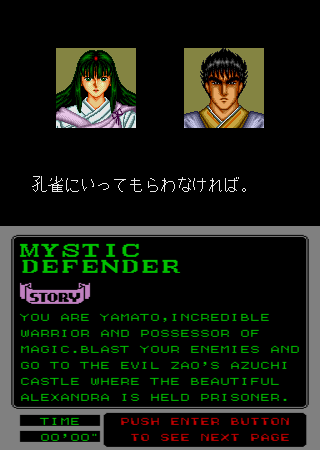 孔雀にいってもらわなければ。
MYSTIC
DEFENDER
STORY
YOU ARE YAMATO,INCREDIBLE
WARRIOR AND POSSESSOR OF
MAGIC.BLAST YOUR ENEMIES AND
GO TO THE EVIL ZAO'S AZUCHI
CASTLE WHERE THE BEAUTIFUL
ALEXANDRA IS HELD PRISONER.
TIME
00'00"
PUSH ENTER BUTTON
TO SEE NEXT PAGE